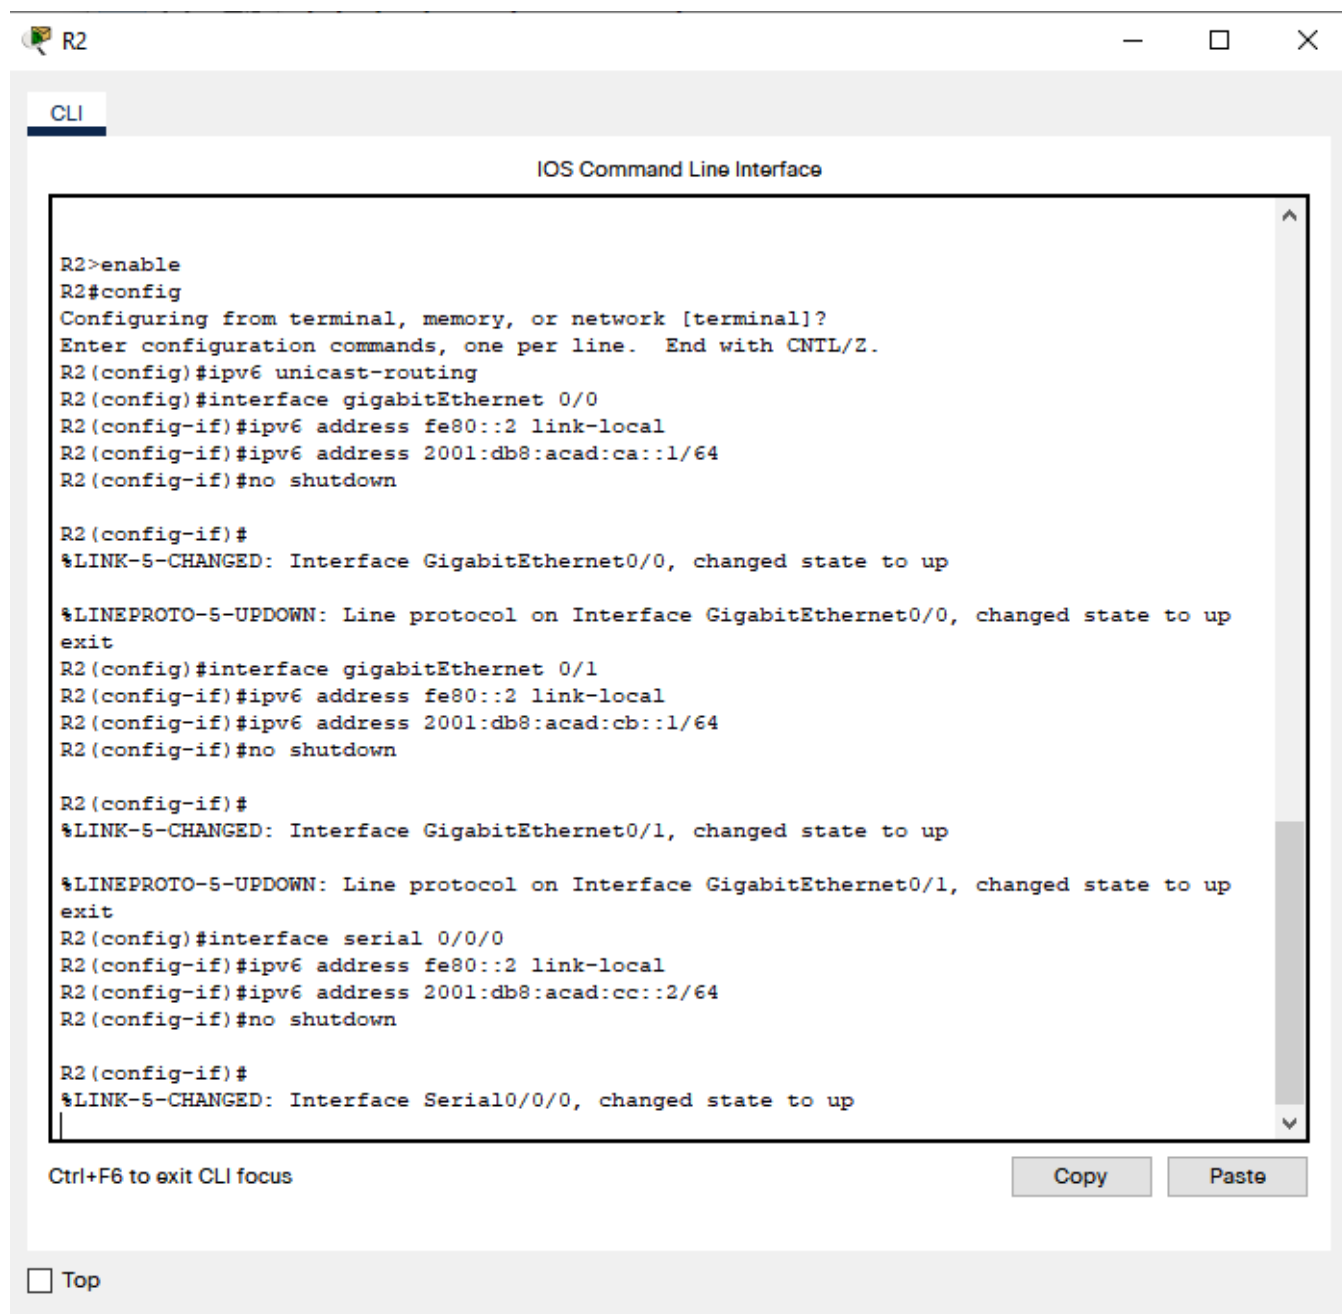 R2
CLI
IOS Command Line Interface
R2>enable
R2#config
Configuring from terminal, memory, or network [terminal]?
Enter configuration commands, one per line.  End with CNTL/Z.
R2(config)#ipv6 unicast-routing
R2(config)#interface gigabitEthernet 0/0
R2(config-if)#ipv6 address fe80::2 link-local
R2(config-if)#ipv6 address 2001:db8:acad:ca::1/64
R2(config-if)#no shutdown
R2(config-if)#
%LINK-5-CHANGED: Interface GigabitEthernet0/0, changed state to up
%LINEPROTO-5-UPDOWN: Line protocol on Interface GigabitEthernet0/0, changed state to up
exit
R2(config)#interface gigabitEthernet 0/1
R2(config-if)#ipv6 address fe80::2 link-local
R2(config-if)#ipv6 address 2001:db8:acad:cb::1/64
R2(config-if)#no shutdown
R2(config-if)#
%LINK-5-CHANGED: Interface GigabitEthernet0/1, changed state to up
%LINEPROTO-5-UPDOWN: Line protocol on Interface GigabitEthernet0/1, changed state to up
exit
R2(config)#interface serial 0/0/0
R2(config-if)#ipv6 address fe80::2 link-local
R2(config-if)#ipv6 address 2001:db8:acad:cc::2/64
R2(config-if)#no shutdown
R2(config-if)#
%LINK-5-CHANGED: Interface Serial0/0/0, changed state to up
Ctrl+F6 to exit CLI focus
Copy
Paste
Top